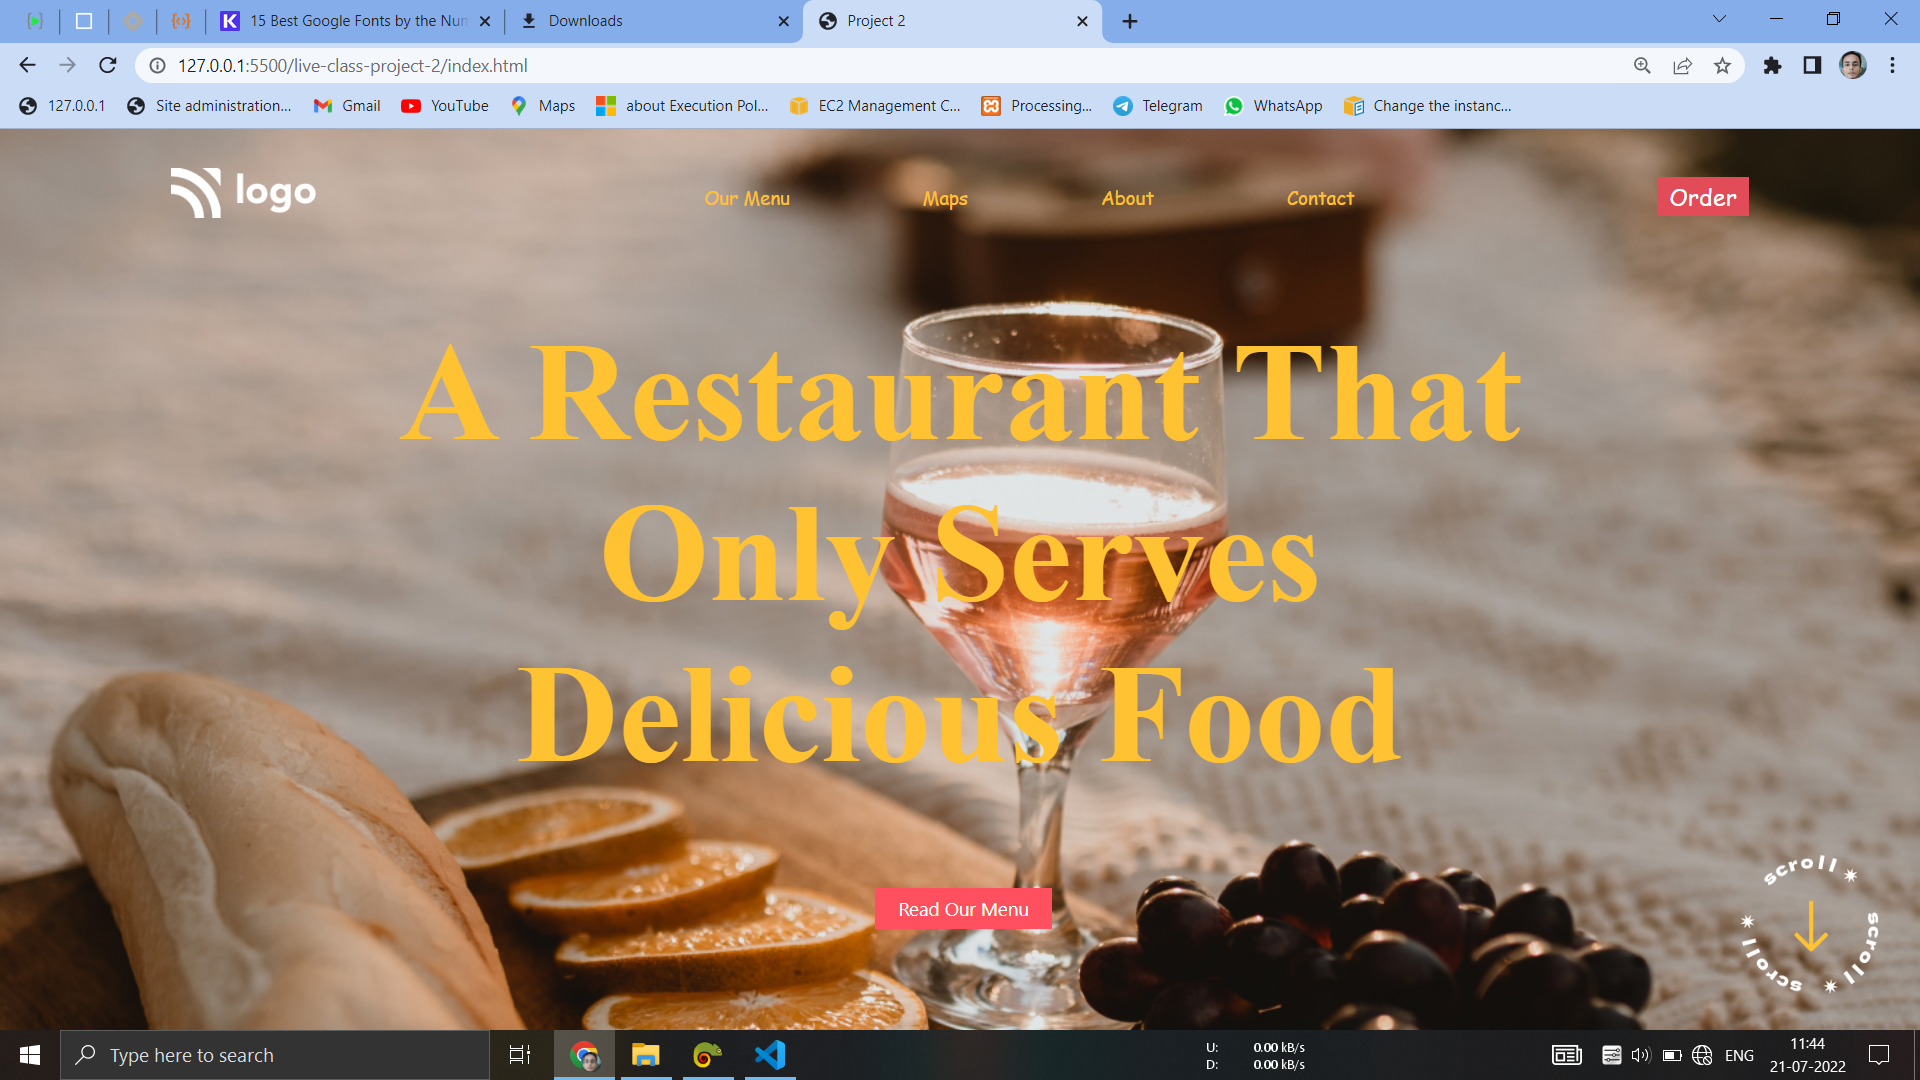 15 Best Google Fonts by the Nun
Downloads
Project 2
127.0.0.1:5500/live-class-project-2/index.html
127.0.0.1
Site administration...
Gmail
YouTube
Maps
about Execution Pol...
EC2 Management C...
Processing...
Telegram
WhatsApp
Change the instanc...
logo
Our Menu
Maps
About
Contact
Order
A Restaurant That
Only Serves
Delicious Food
Read Our Menu
scroll
scroll
scroll
Type here to search
U: 0.00 kB/s
D: 0.00 kB/s
ENG
11:44
21-07-2022